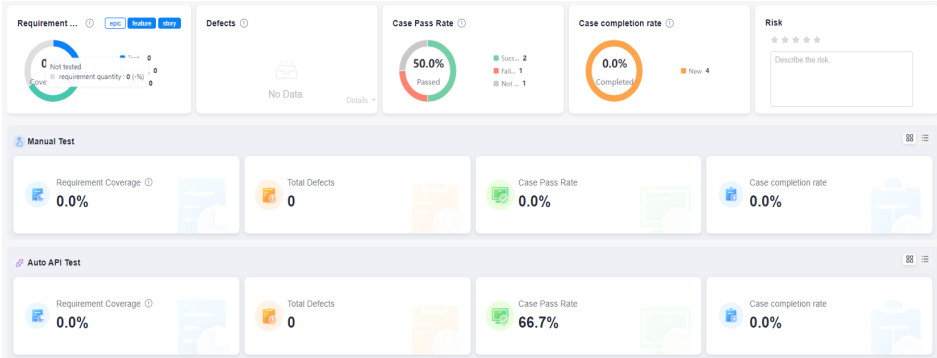 Requirement ... epic feature story
Not tested
requirement quantity : 0 (-%)
0
0
0
0
Cove
Defects
No Data
Details
Case Pass Rate
50.0%
Passed
Succ... 2
Fail... 1
Not ... 1
Case completion rate
0.0%
Completed
New 4
Risk
Describe the risk
Manual Test
Requirement Coverage
0.0%
Total Defects
0
Case Pass Rate
0.0%
Case completion rate
0.0%
Auto API Test
Requirement Coverage
0.0%
Total Defects
0
Case Pass Rate
66.7%
Case completion rate
0.0%